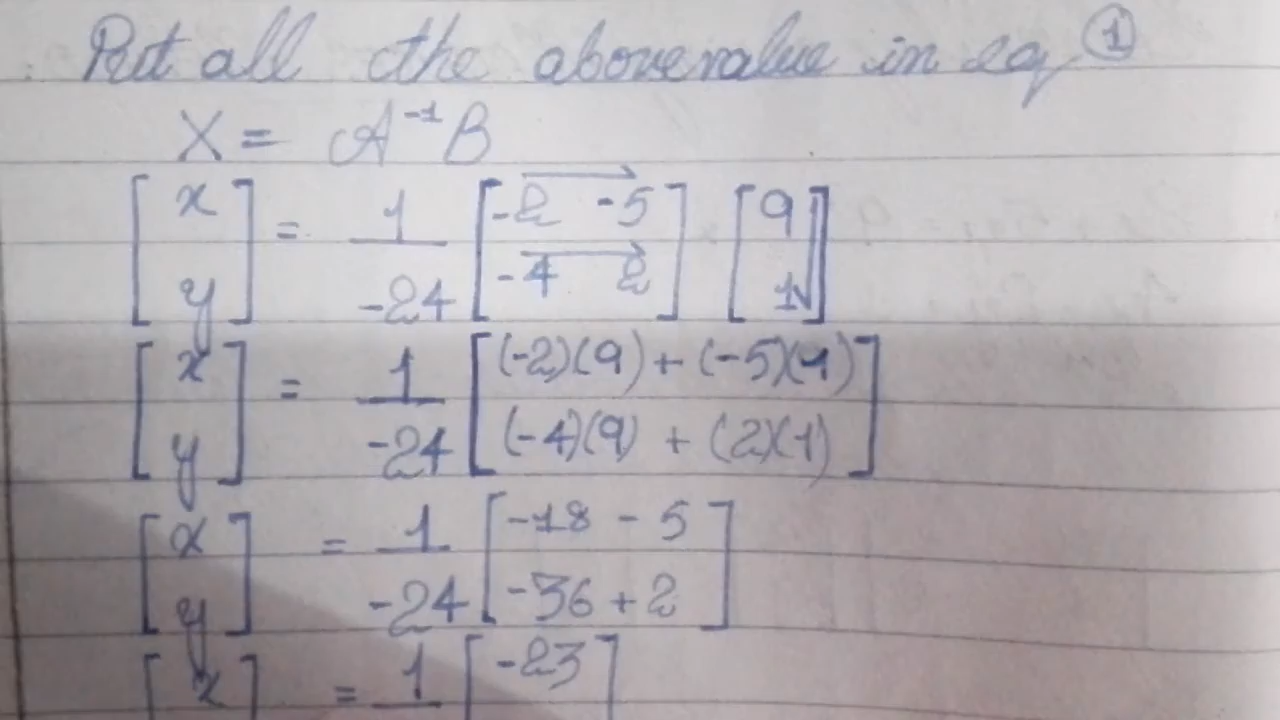 Put all the above value in eq ①
X = A⁻¹B
[x y] = 1/-24 [-2 -5 -4 2] [9 1]
[x y] = 1/-24 [(-2)(9) + (-5)(1) (-4)(9) + (2)(1)]
[x y] = 1/-24 [-18 - 5 -36 + 2]
[x = 1 [-23